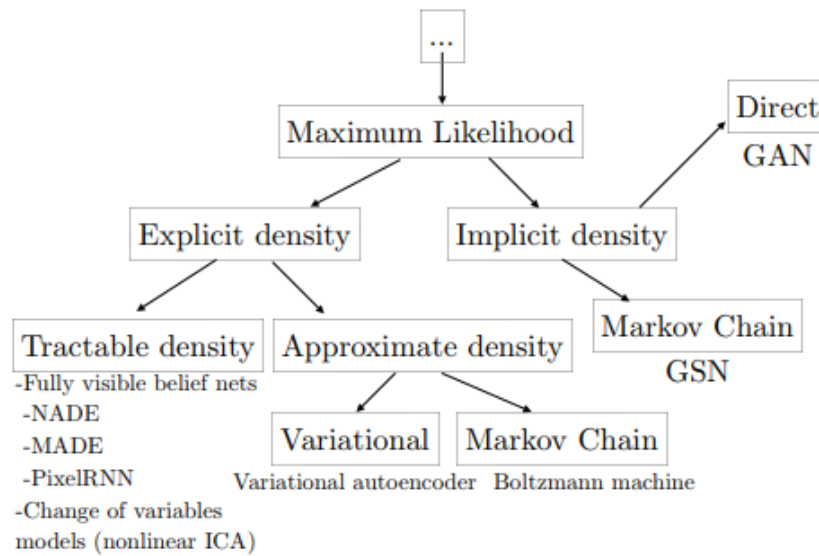 ...
Maximum Likelihood
Direct
GAN
Explicit density
Implicit density
Tractable density
-Fully visible belief nets
-NADE
-MADE
-PixelRNN
-Change of variables
models (nonlinear ICA)
Approximate density
Variational
Variational autoencoder
Markov Chain
Boltzmann machine
Markov Chain
GSN